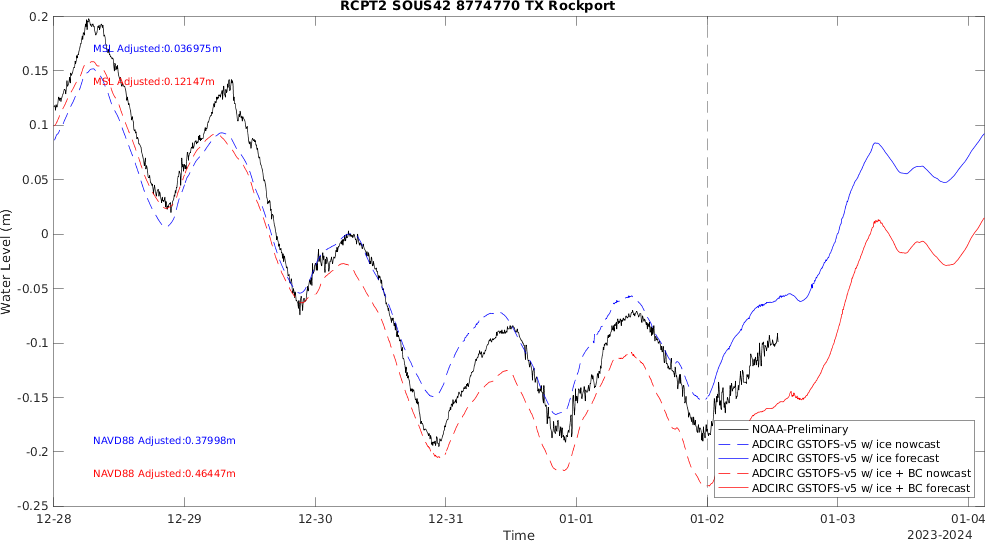 RCPT2 SOUS42 8774770 TX Rockport
0.2
0.15
0.1
0.05
0
-0.05
-0.1
-0.15
-0.2
-0.25
Water Level (m)
MSL Adjusted:0.036975m
MSL Adjusted:0.12147m
NAVD88 Adjusted:0.37998m
NAVD88 Adjusted:0.46447m
NOAA-Preliminary
ADCIRC GSTOFS-v5 w/ ice nowcast
ADCIRC GSTOFS-v5 w/ ice forecast
ADCIRC GSTOFS-v5 w/ ice + BC nowcast
ADCIRC GSTOFS-v5 w/ ice + BC forecast
12-28 12-29 12-30 12-31 01-01 01-02 01-03 01-04
Time
2023-2024